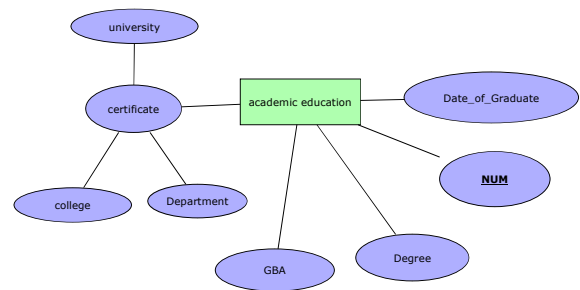 university
certificate
academic education
Date_of_Graduate
NUM
college
Department
GBA
Degree